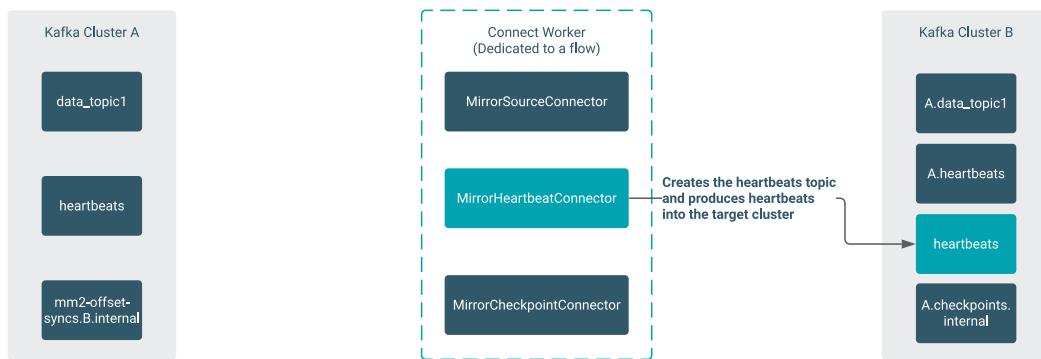 Kafka Cluster A
data_topic1
heartbeats
mm2-offset-
syncs.B.internal
Connect Worker
(Dedicated to a flow)
MirrorSourceConnector
MirrorHeartbeatConnector
MirrorCheckpointConnector
Creates the heartbeats topic
and produces heartbeats
into the target cluster
Kafka Cluster B
A.data_topic1
A.heartbeats
heartbeats
A.checkpoints.
internal